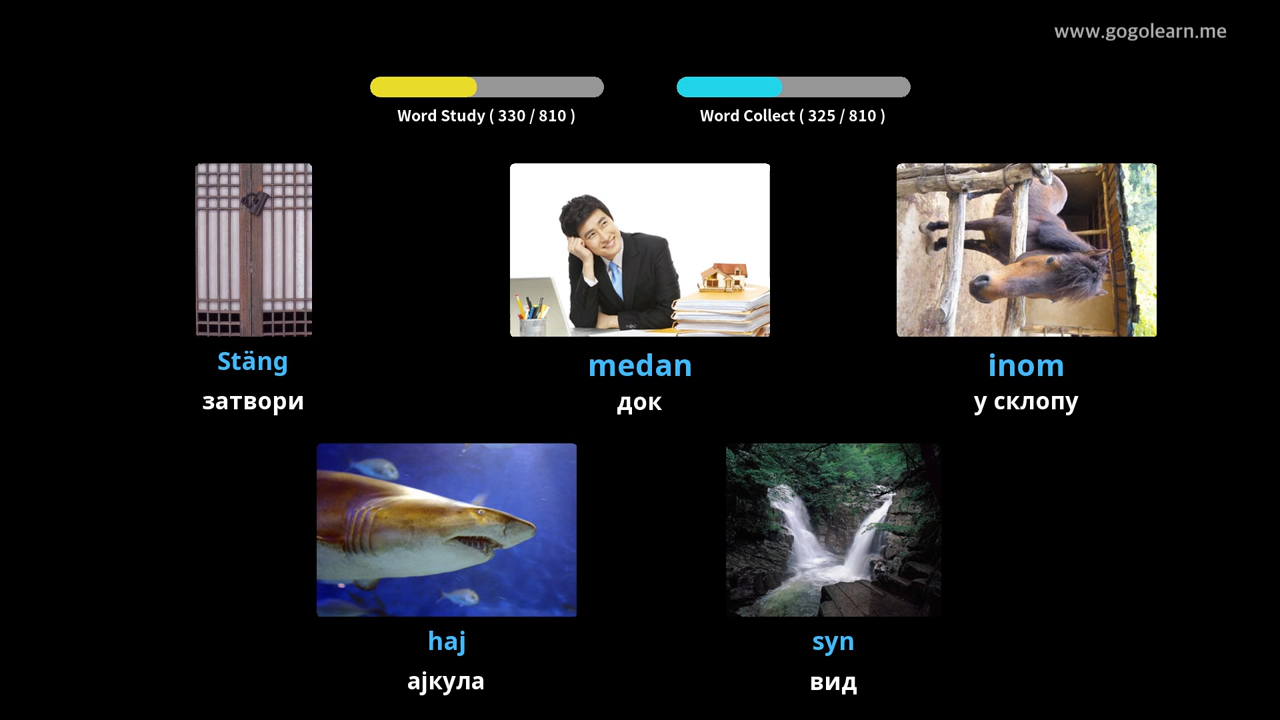 www.gogolearn.me
Word Study ( 330 / 810 )
Word Collect ( 325 / 810 )
Stäng
затвори
medan
док
inom
у склопу
haj
ајкула
syn
вид